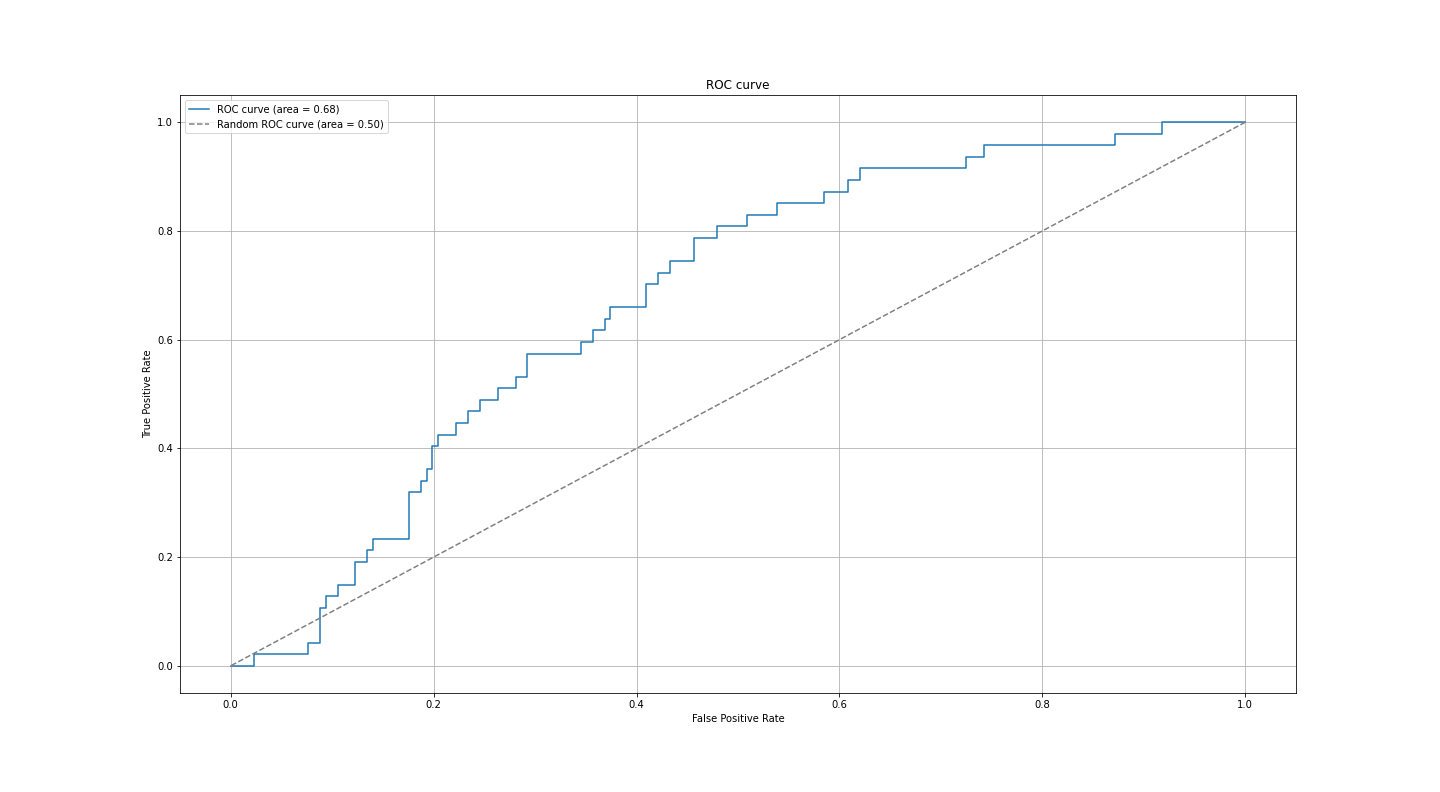 ROC curve
ROC curve (area = 0.68)
Random ROC curve (area = 0.50)
1.0
0.8
0.6
0.4
0.2
0.0
True Positive Rate
0.0 0.2 0.4 0.6 0.8 1.0
False Positive Rate